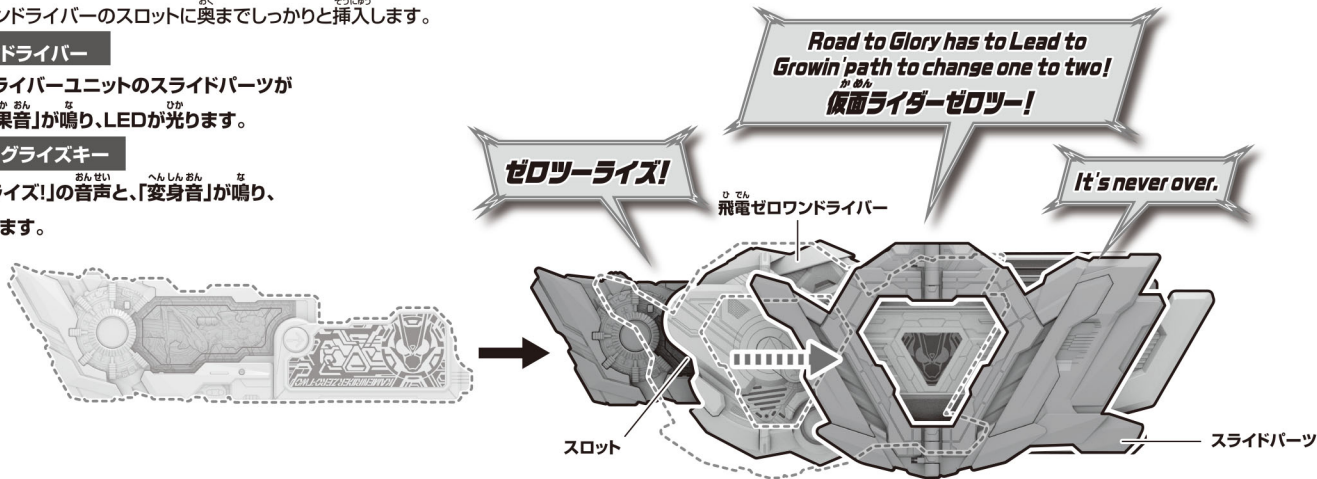 ンドライバーのスロットに奥までしっかりと挿入します。
ドライバー
ライバーユニットのスライドパーツが
果音」が鳴り、LEDが光ります。
グライズキー
イズ!」の音声と、「変身音」が鳴り、
ます。
Road to Glory has to Lead to
Growin'path to change one to two!
仮面ライダーゼロツー!
ゼロツーライズ!
It's never over.
飛電ゼロワンドライバー
KAMEN RIDER ZERO-TWO
スロット
スライドパーツ